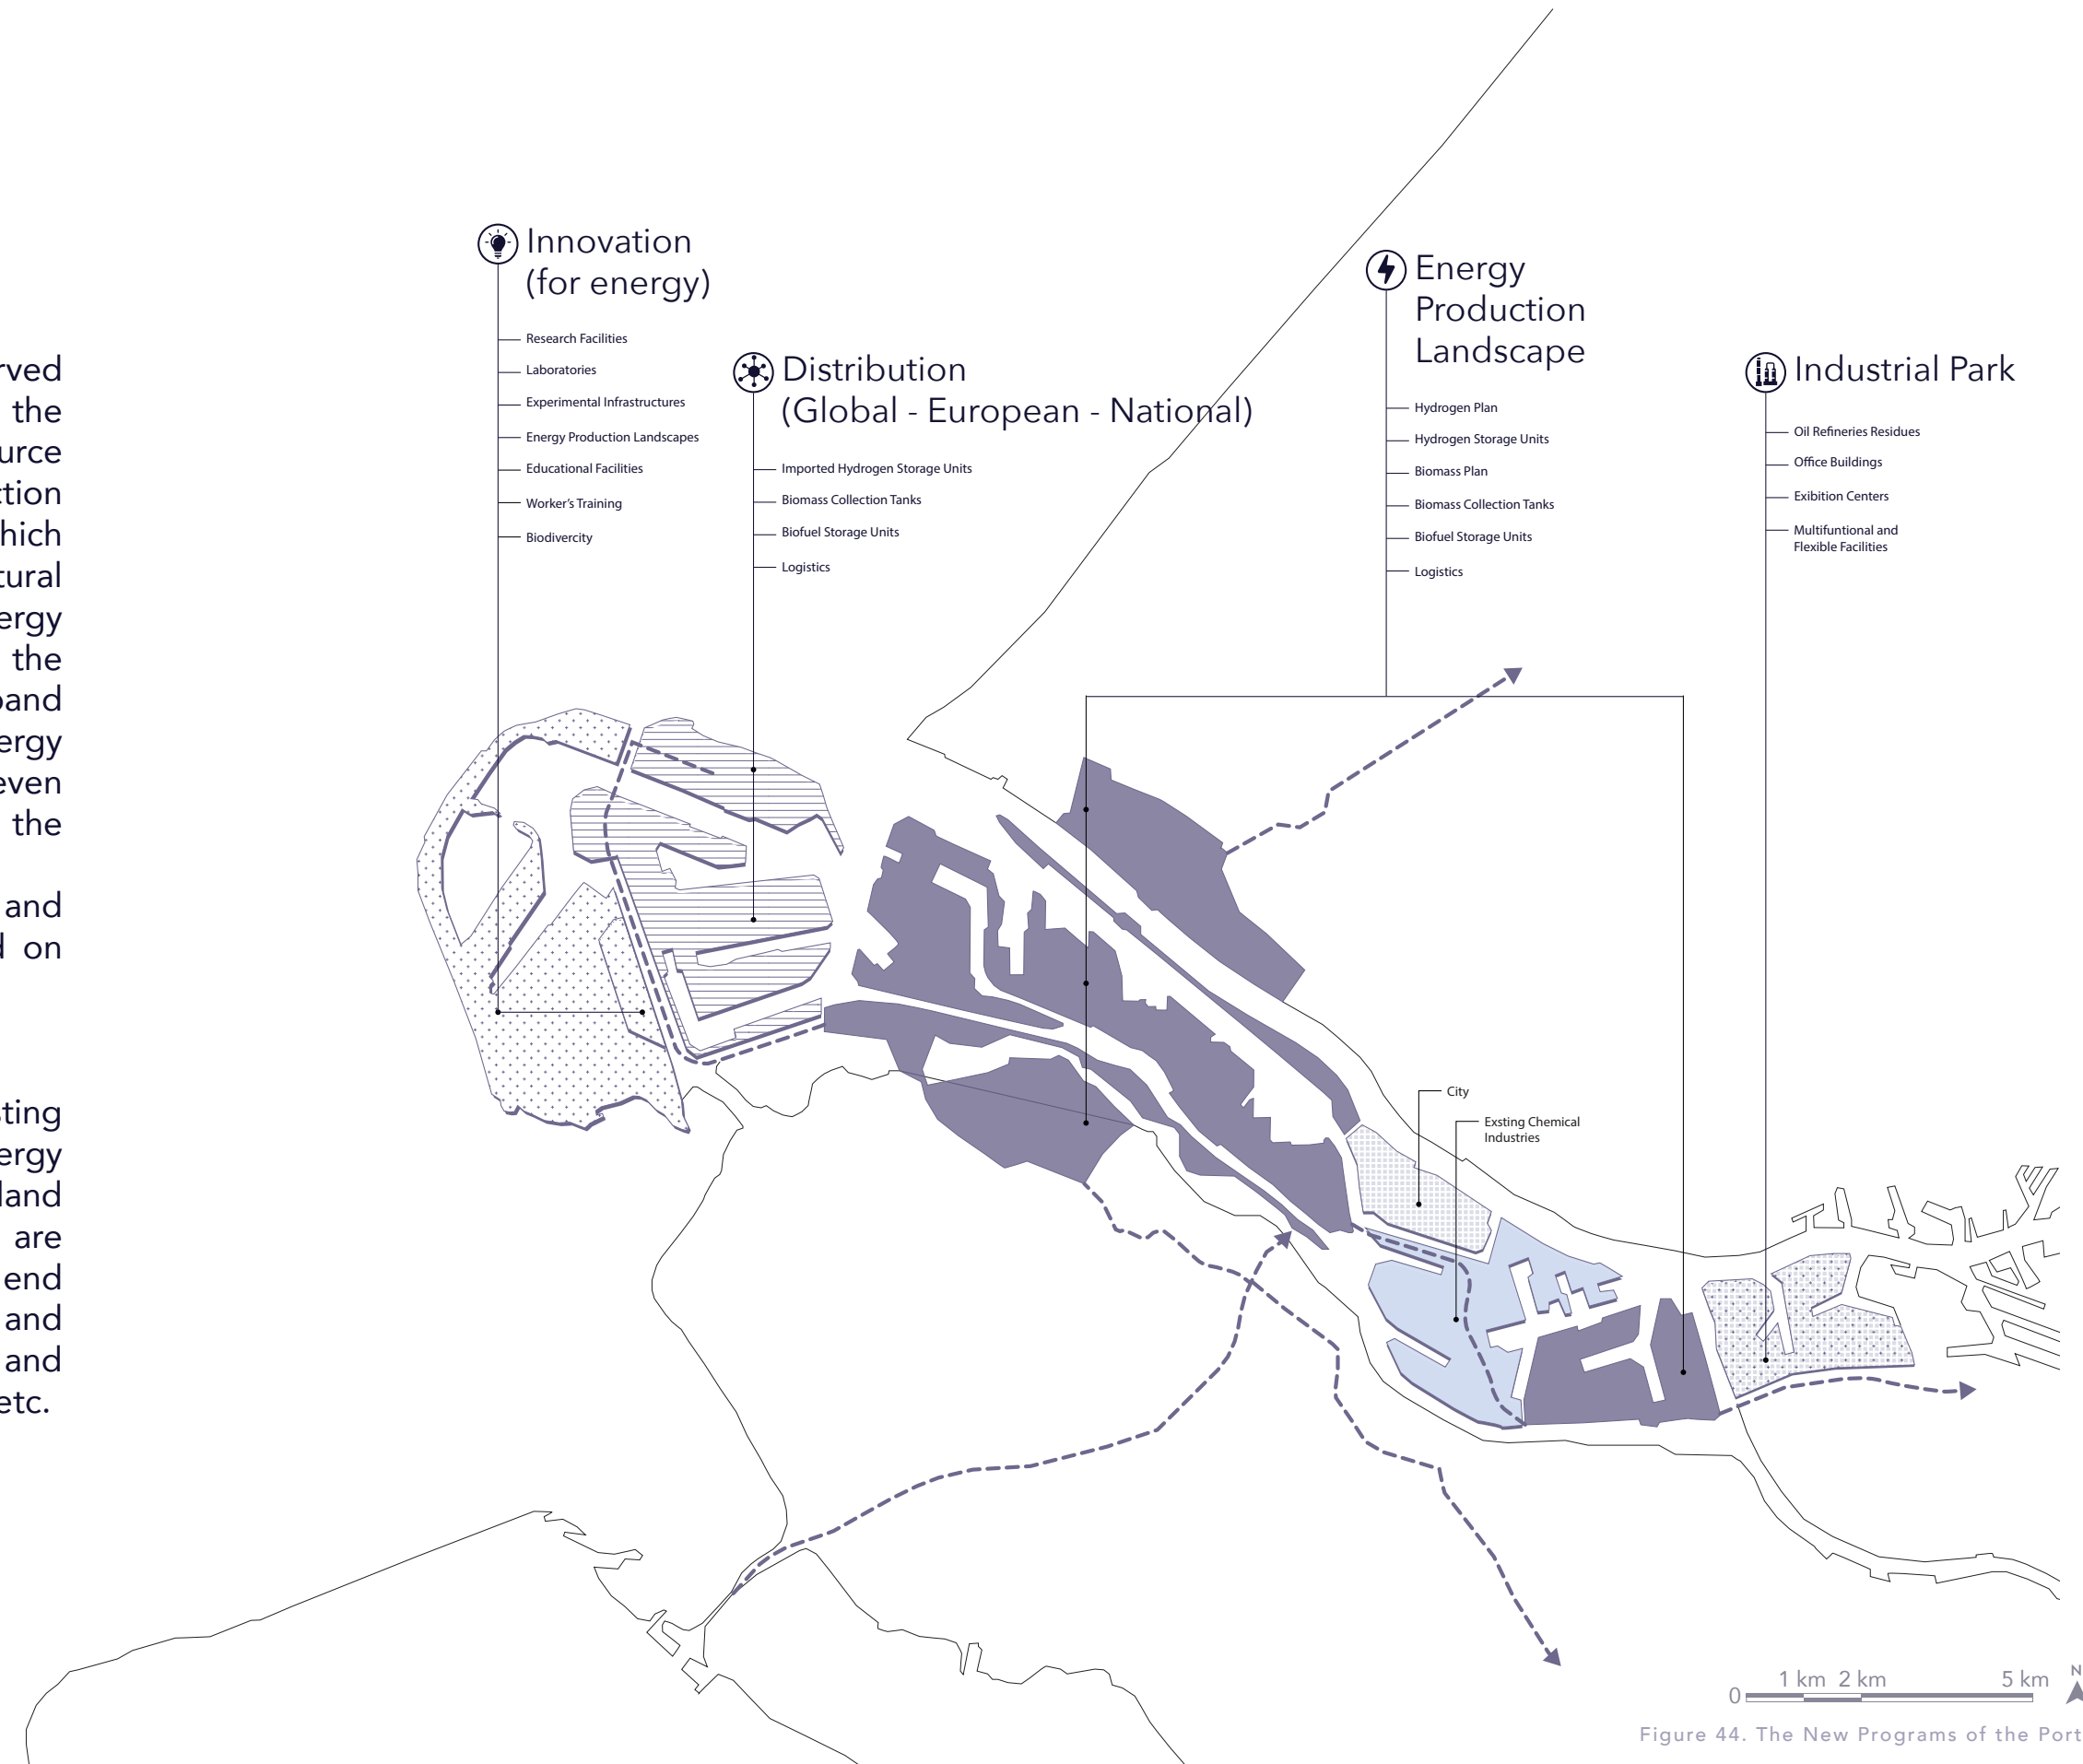 rved
the
urce
ction
hich
tural
ergy
the
pand
ergy
even
the
and
d on
sting
ergy
land
are
end
and
and
etc.
Innovation
(for energy)
Research Facilities
Laboratories
Experimental Infrastructures
Energy Production Landscapes
Educational Facilities
Worker's Training
Biodivercity
Distribution
(Global - European - National)
Imported Hydrogen Storage Units
Biomass Collection Tanks
Biofuel Storage Units
Logistics
Energy
Production
Landscape
Hydrogen Plan
Hydrogen Storage Units
Biomass Plan
Biomass Collection Tanks
Biofuel Storage Units
Logistics
Industrial Park
Oil Refineries Residues
Office Buildings
Exibition Centers
Multifuntional and
Flexible Facilities
City
Exsting Chemical
Industries
0 1 km 2 km 5 km
N
Figure 44. The New Programs of the Port